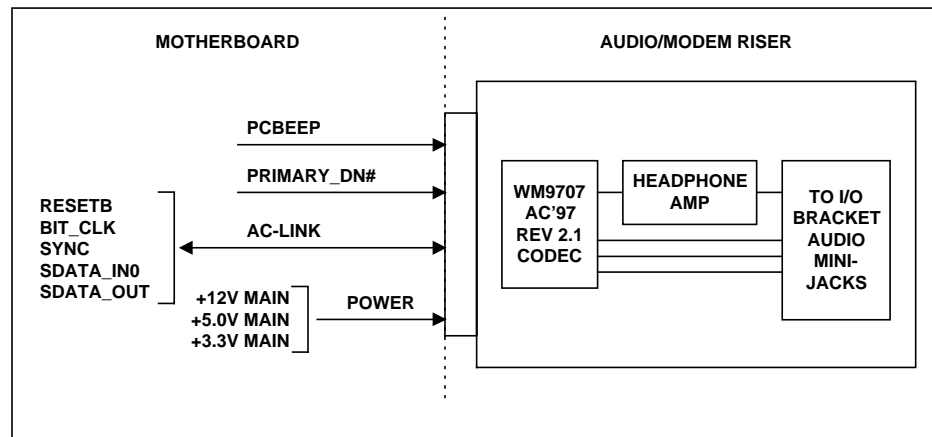 MOTHERBOARD
AUDIO/MODEM RISER
PCBEEP
PRIMARY_DN#
RESETB
BIT_CLK
SYNC
SDATA_IN0
SDATA_OUT
AC-LINK
+12V MAIN
+5.0V MAIN
+3.3V MAIN
POWER
WM9707
AC'97
REV 2.1
CODEC
HEADPHONE
AMP
TO I/O
BRACKET
AUDIO
MINI-
JACKS